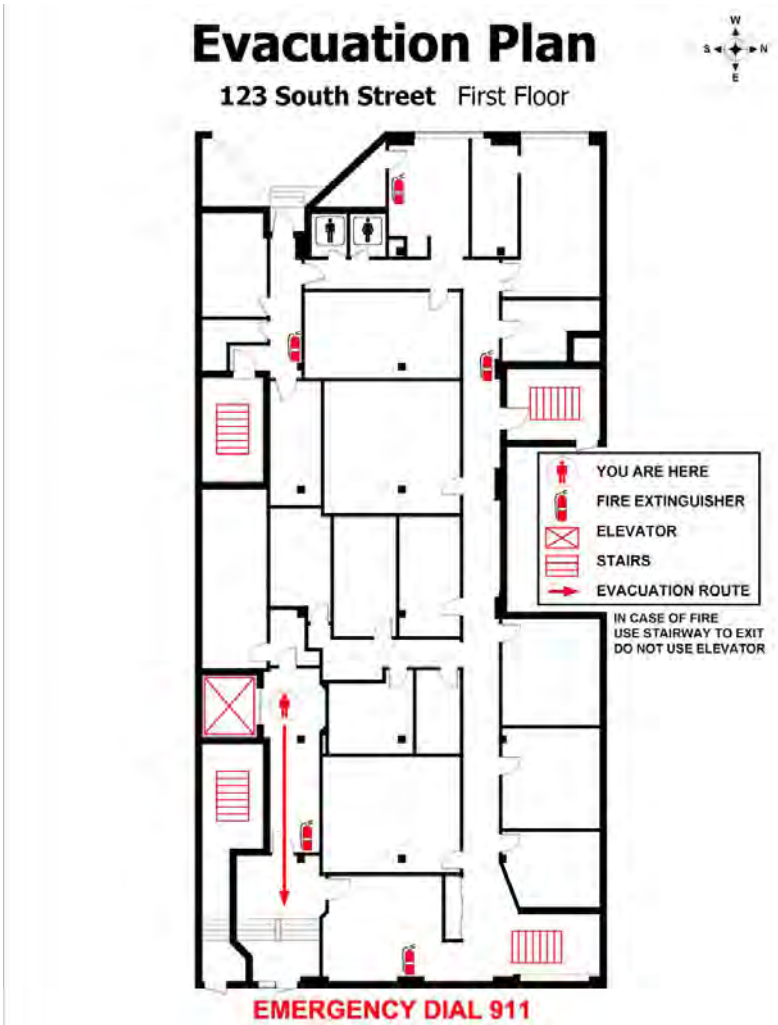 Evacuation Plan
123 South Street First Floor
W
S N
E
YOU ARE HERE
FIRE EXTINGUISHER
ELEVATOR
STAIRS
EVACUATION ROUTE
IN CASE OF FIRE
USE STAIRWAY TO EXIT
DO NOT USE ELEVATOR
EMERGENCY DIAL 911